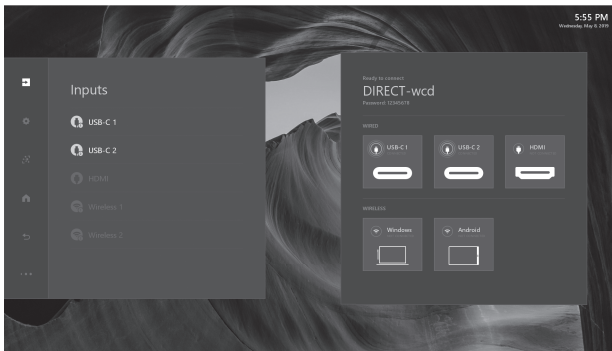 5:55 PM
Wednesday, May 8, 2019
Inputs
USB-C 1
USB-C 2
HDMI
Wireless 1
Wireless 2
Ready to connect
DIRECT-wcd
Password: 12345678
WIRED
USB-C 1
USB-C 2
HDMI
WIRELESS
Windows
Android